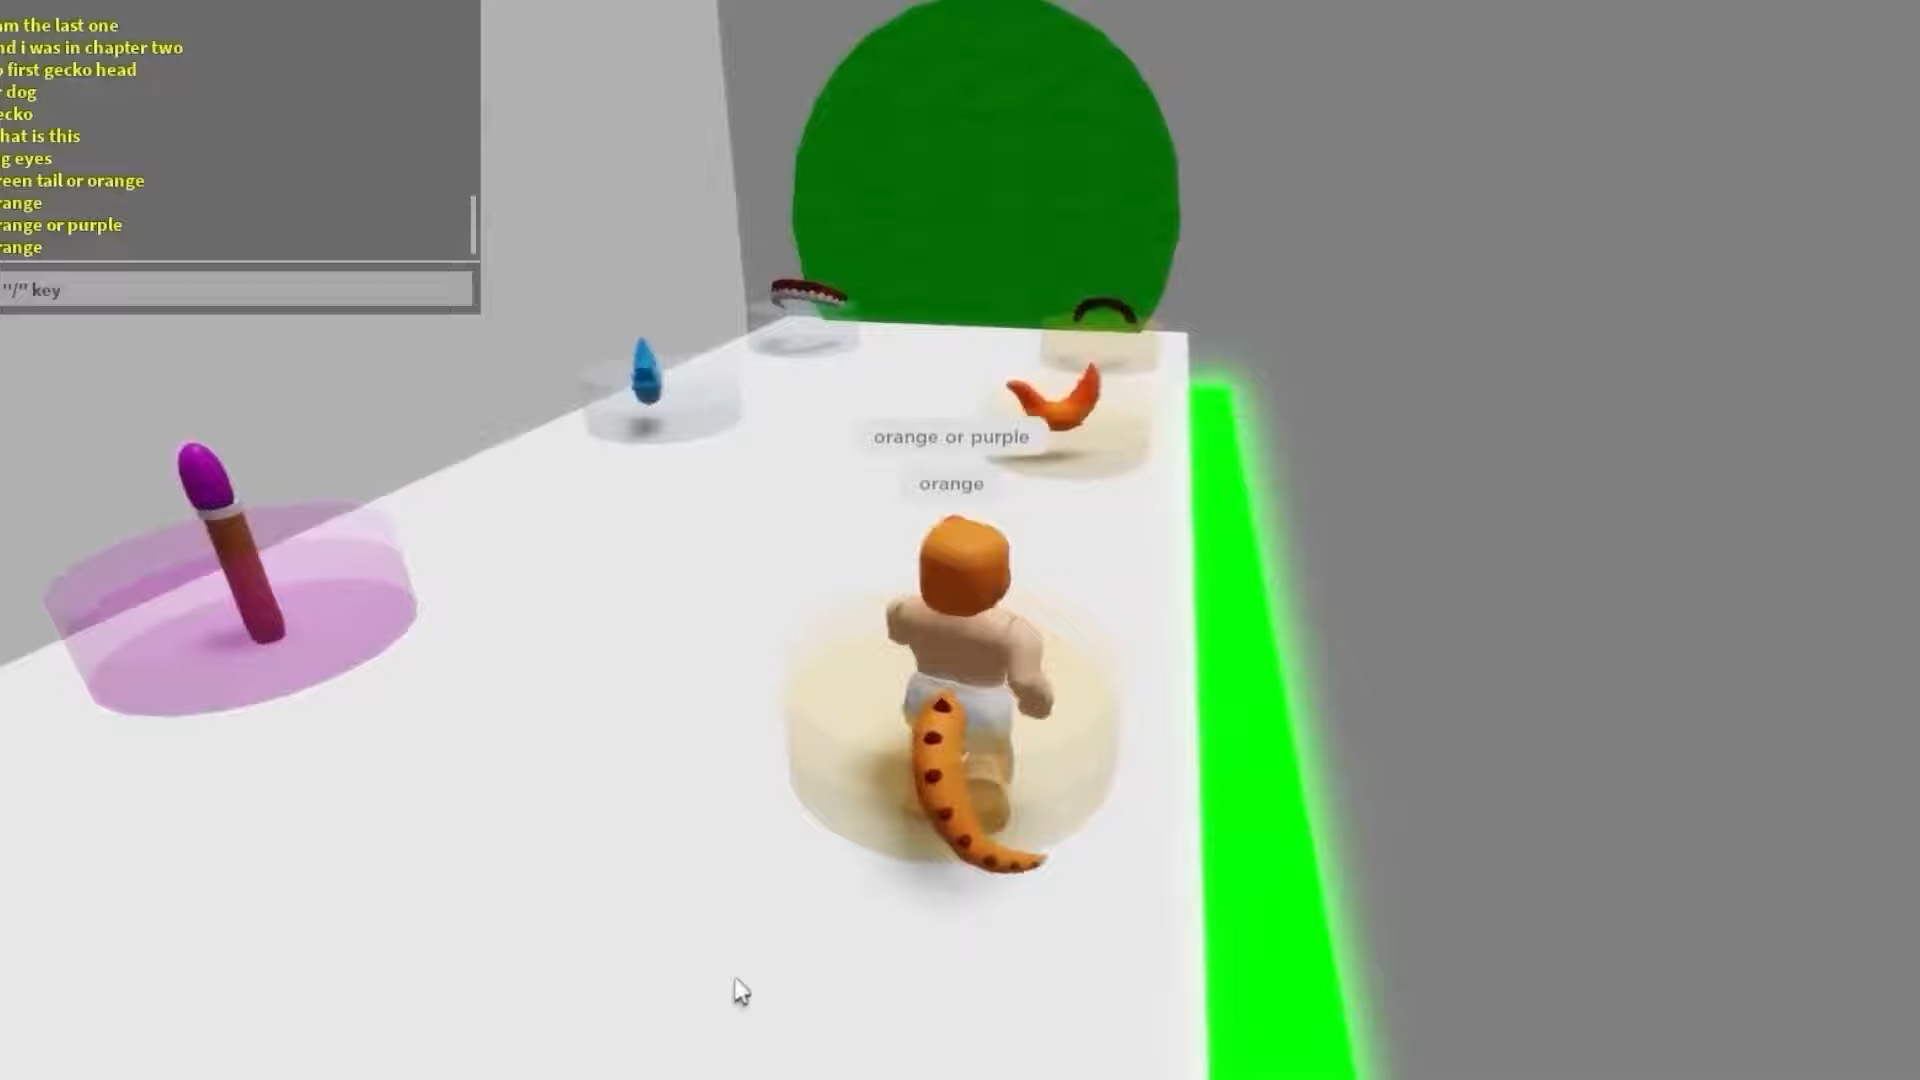 am the last one
nd i was in chapter two
o first gecko head
r dog
ecko
hat is this
g eyes
reen tail or orange
range
range or purple
range
"/" key
orange or purple
orange